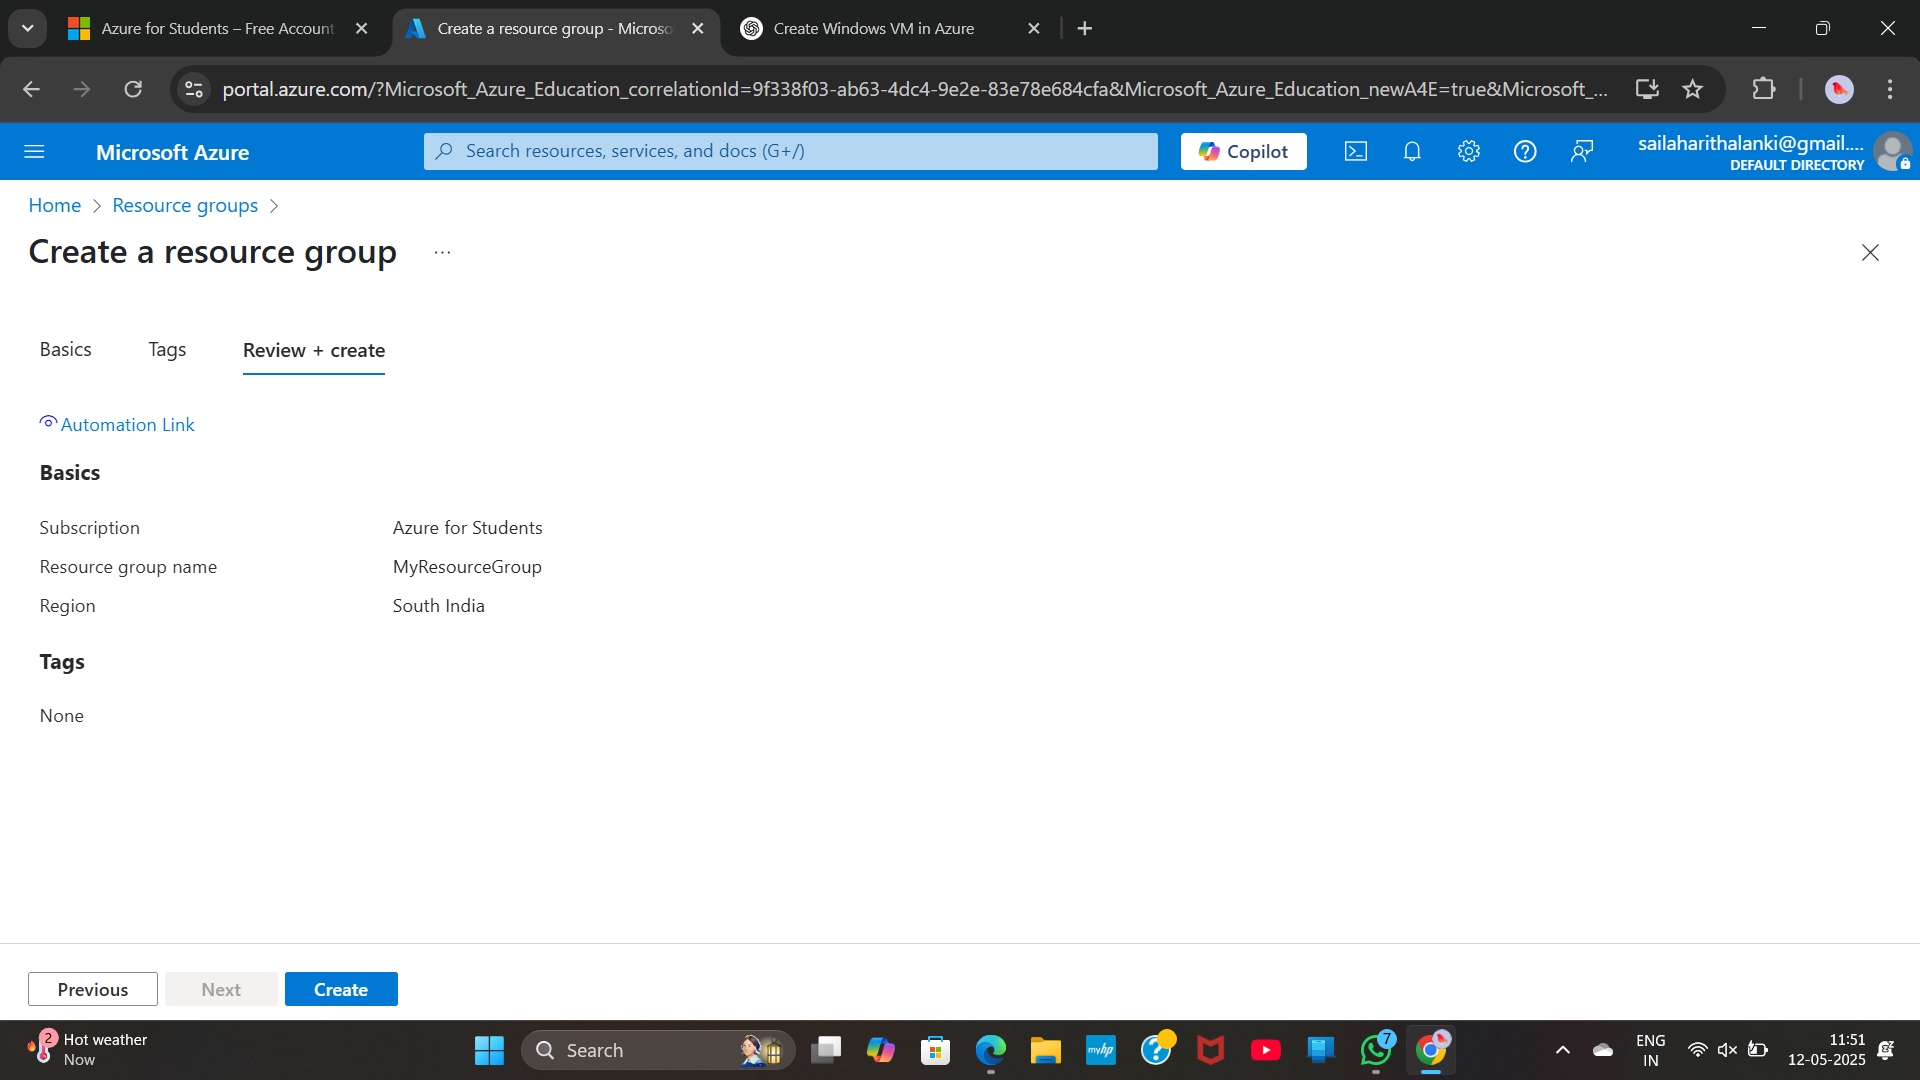 Azure for Students – Free Account
Create a resource group - Microso
Create Windows VM in Azure
portal.azure.com/?Microsoft_Azure_Education_correlationId=9f338f03-ab63-4dc4-9e2e-83e78e684cfa&Microsoft_Azure_Education_newA4E=true&Microsoft_...
Microsoft Azure
Search resources, services, and docs (G+/)
Copilot
sailaharithalanki@gmail....
DEFAULT DIRECTORY
Home
Resource groups
Create a resource group
...
Basics
Tags
Review + create
Automation Link
Basics
Subscription Azure for Students
Resource group name MyResourceGroup
Region South India
Tags
None
Previous
Next
Create
2
Hot weather
Now
Search
myhp
7
ENG
IN
11:51
12-05-2025